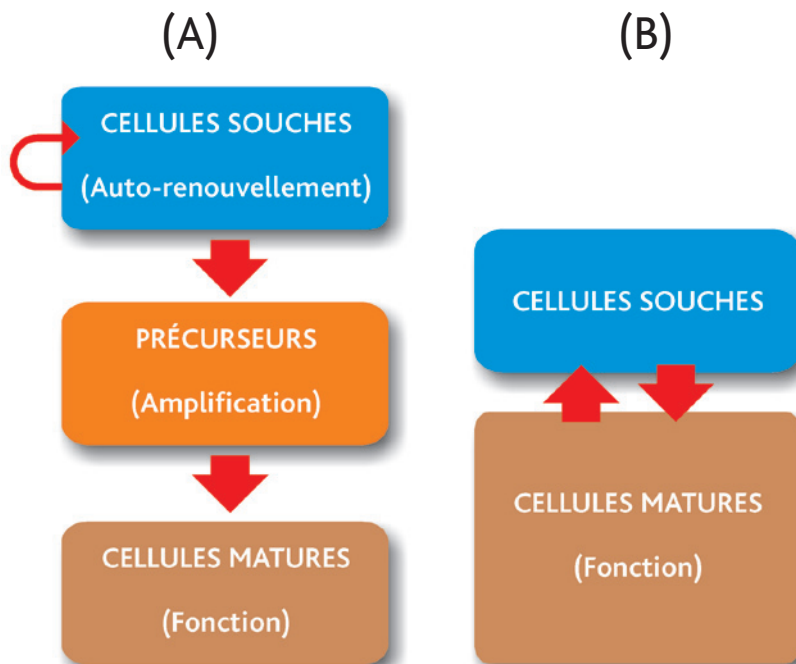 (A)
CELLULES SOUCHES
(Auto-renouvellement)
PRÉCURSEURS
(Amplification)
CELLULES MATURES
(Fonction)
(B)
CELLULES SOUCHES
CELLULES MATURES
(Fonction)